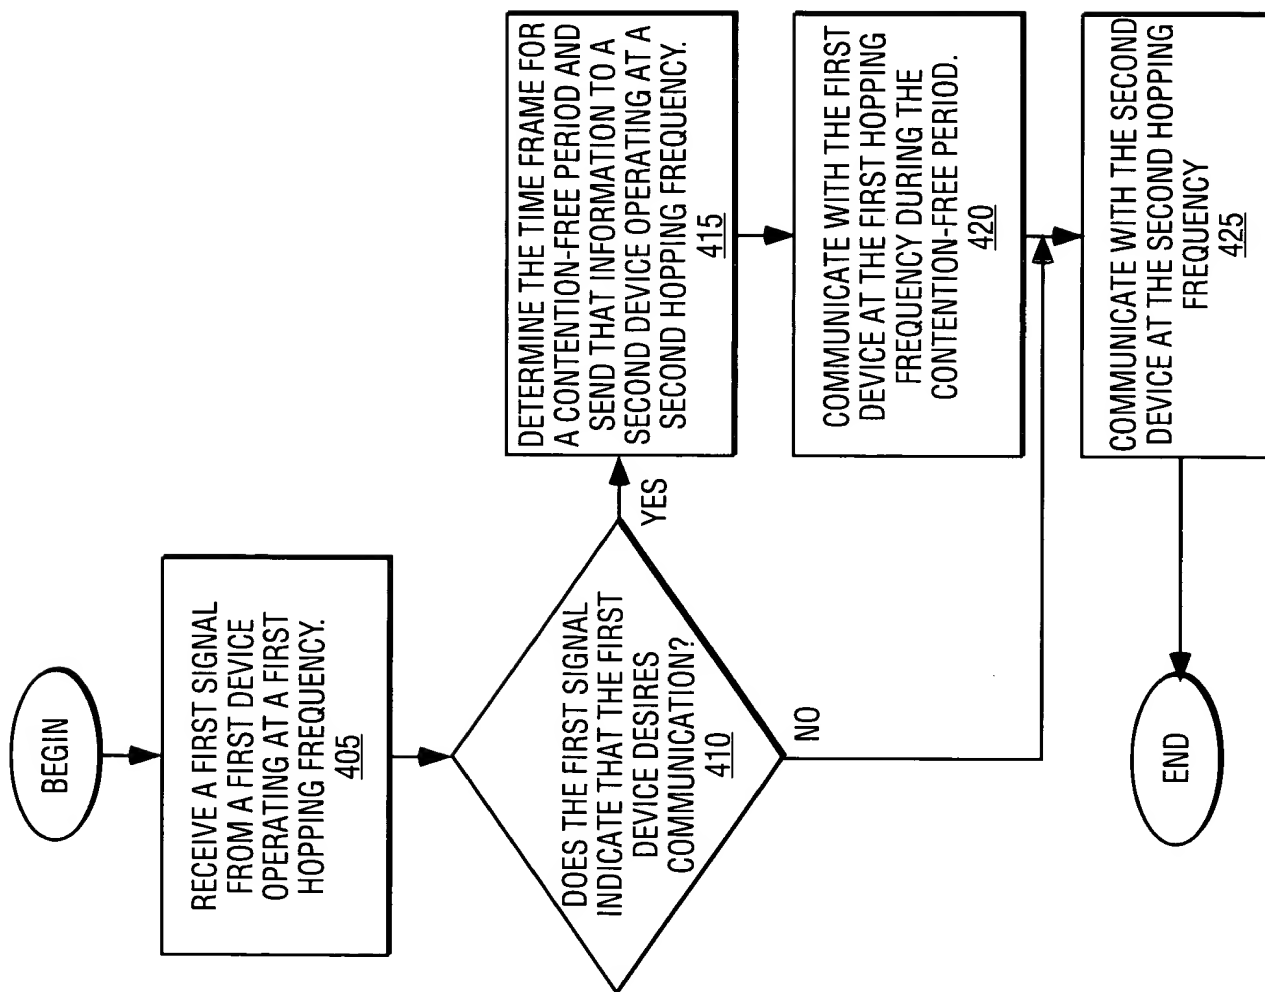 BEGIN
RECEIVE A FIRST SIGNAL
FROM A FIRST DEVICE
OPERATING AT A FIRST
HOPPING FREQUENCY.
405
DOES THE FIRST SIGNAL
INDICATE THAT THE FIRST
DEVICE DESIRES
COMMUNICATION?
410
YES
NO
DETERMINE THE TIME FRAME FOR
A CONTENTION-FREE PERIOD AND
SEND THAT INFORMATION TO A
SECOND DEVICE OPERATING AT A
SECOND HOPPING FREQUENCY.
415
COMMUNICATE WITH THE FIRST
DEVICE AT THE FIRST HOPPING
FREQUENCY DURING THE
CONTENTION-FREE PERIOD.
420
COMMUNICATE WITH THE SECOND
DEVICE AT THE SECOND HOPPING
FREQUENCY
425
END